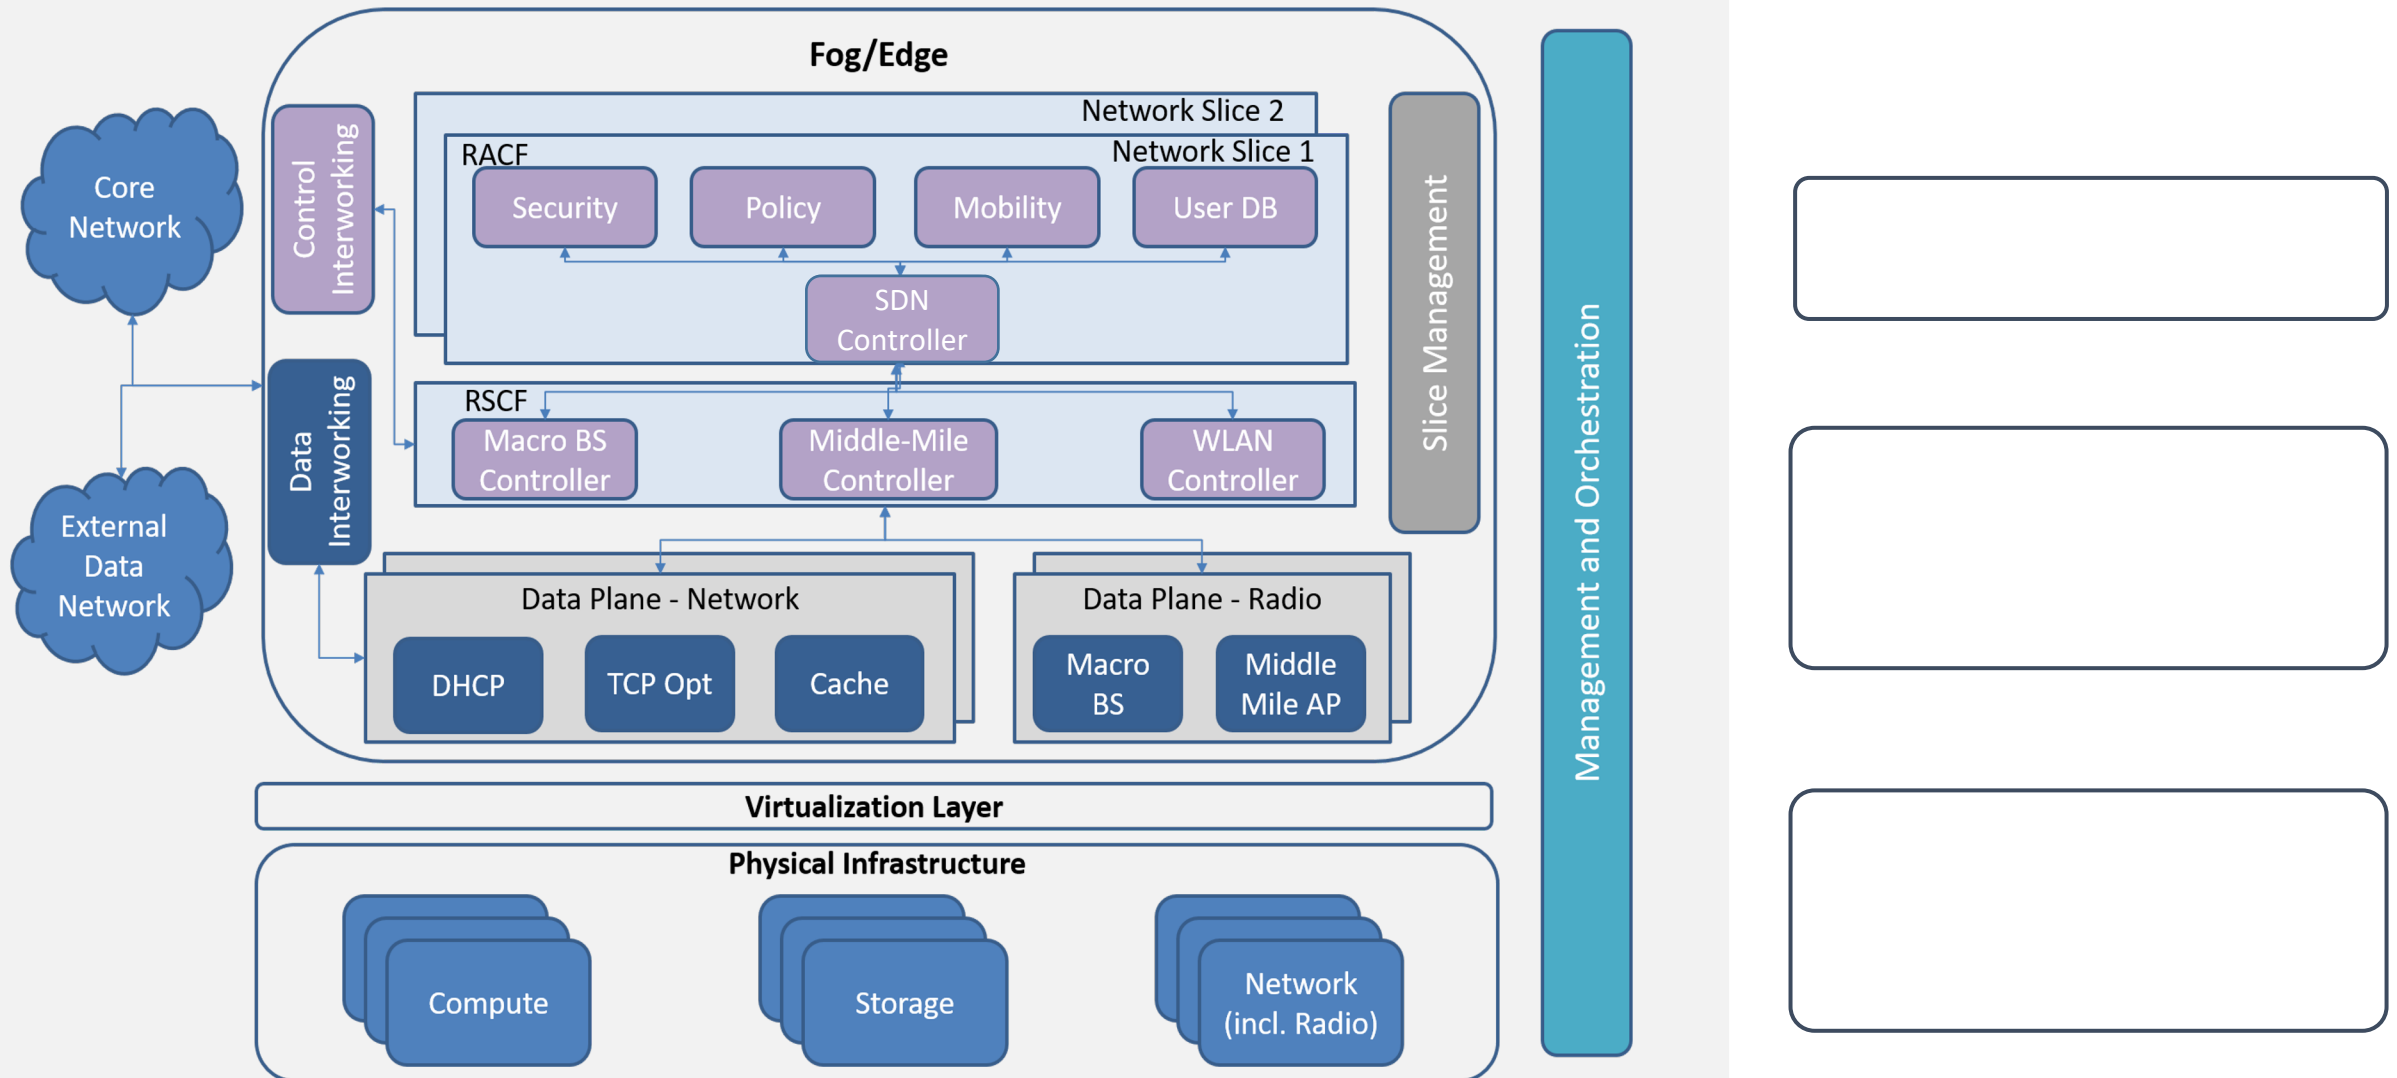 Fog/Edge
Core
Network
External
Data
Network
Control
Interworking
Data
Interworking
Network Slice 2
Network Slice 1
RACF
Security
Policy
Mobility
User DB
SDN
Controller
RSCF
Macro BS
Controller
Middle-Mile
Controller
WLAN
Controller
Slice Management
Management and Orchestration
Data Plane - Network
DHCP
TCP Opt
Cache
Data Plane - Radio
Macro
BS
Middle
Mile AP
Virtualization Layer
Physical Infrastructure
Compute
Storage
Network
(incl. Radio)